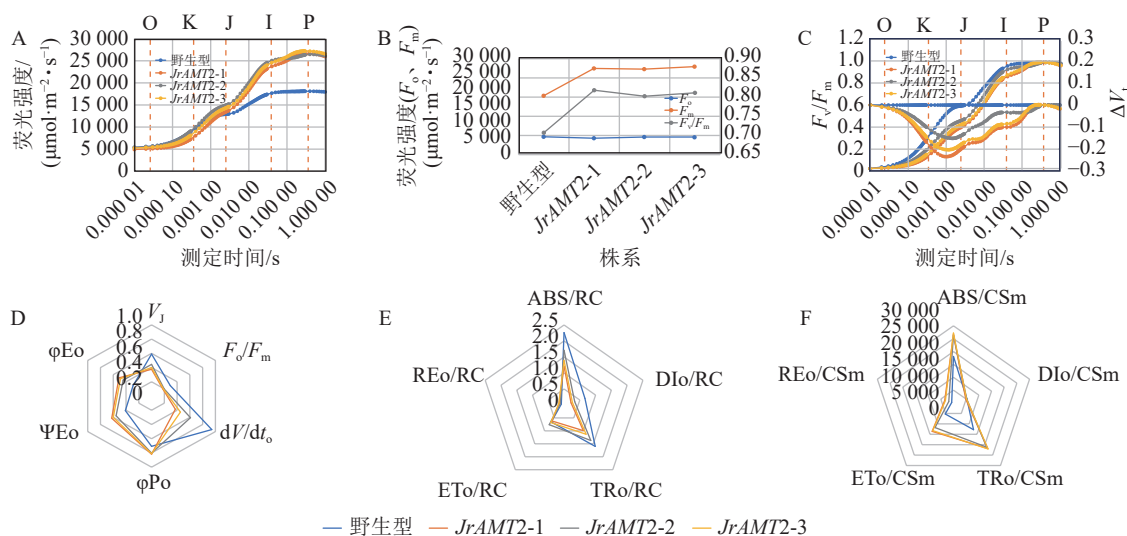 A
O K J I P
荧光强度/
(μmol·m⁻²·s⁻¹)
30 000
25 000
20 000
15 000
10 000
5 000
0
野生型
JrAMT2-1
JrAMT2-2
JrAMT2-3
0.000 01
0.000 10
0.001 00
0.010 00
0.100 00
1.000 00
测定时间/s
B
荧光强度(Fₒ、Fₘ)
(μmol·m⁻²·s⁻¹)
30 000
25 000
20 000
15 000
10 000
5 000
0
0.90
0.85
0.80
0.75
0.70
0.65
Fₒ
Fₘ
Fᵥ/Fₘ
野生型
JrAMT2-1
JrAMT2-2
JrAMT2-3
株系
C
O K J I P
Fᵥ/Fₘ
1.2
1.0
0.8
0.6
0.4
0.2
0
野生型
JrAMT2-1
JrAMT2-2
JrAMT2-3
0.3
0.2
0.1
0
−0.1
−0.2
−0.3
ΔVₜ
0.000 01
0.000 10
0.001 00
0.010 00
0.100 00
1.000 00
测定时间/s
D
V_J
1.0
0.8
0.6
0.4
0.2
0
Fₒ/Fₘ
dV/dtₒ
φPo
ΨEo
φEo
E
ABS/RC
2.5
2.0
1.5
1.0
0.5
0
DIo/RC
TRo/RC
ETo/RC
REo/RC
F
ABS/CSm
30 000
25 000
20 000
15 000
10 000
5 000
0
DIo/CSm
TRo/CSm
ETo/CSm
REo/CSm
野生型 JrAMT2-1 JrAMT2-2 JrAMT2-3